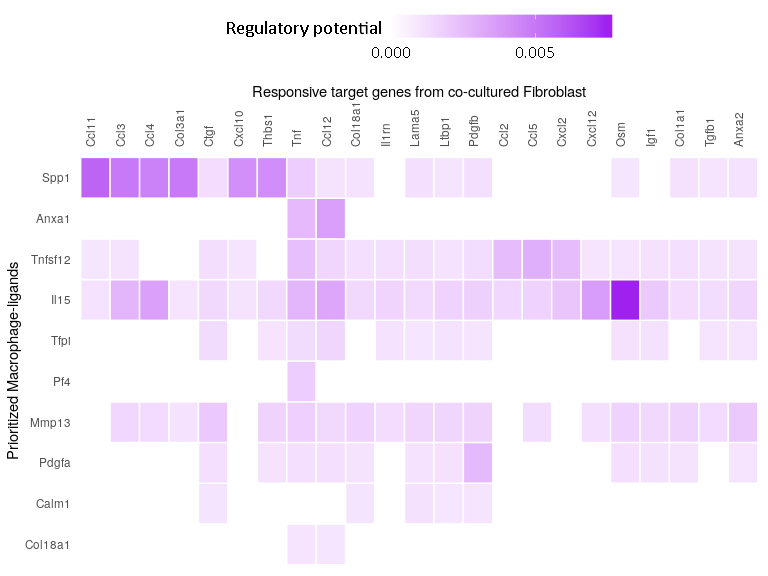 Regulatory potential
0.000 0.005
Responsive target genes from co-cultured Fibroblast
Ccl11 Ccl3 Ccl4 Col3a1 Ctgf Cxcl10 Thbs1 Tnf Ccl12 Col18a1 Il1rn Lama5 Ltbp1 Pdgfb Ccl2 Ccl5 Cxcl2 Cxcl12 Osm Igf1 Col1a1 Tgfb1 Anxa2
Prioritized Macrophage-ligands
Spp1
Anxa1
Tnfsf12
Il15
Tfpi
Pf4
Mmp13
Pdgfa
Calm1
Col18a1